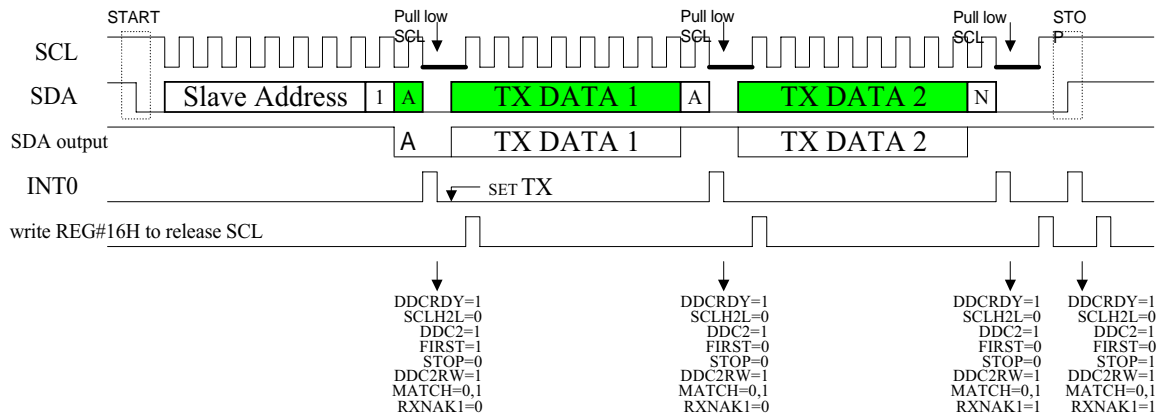 START Pull low SCL Pull low SCL Pull low SCL STOP
SCL
SDA Slave Address 1 A TX DATA 1 A TX DATA 2 N
SDA output A TX DATA 1 TX DATA 2
INT0 SET TX
write REG#16H to release SCL
DDCRDY=1 DDCRDY=1 DDCRDY=1 DDCRDY=1
SCLH2L=0 SCLH2L=0 SCLH2L=0 SCLH2L=0
DDC2=1 DDC2=1 DDC2=1 DDC2=1
FIRST=1 FIRST=0 FIRST=0 FIRST=0
STOP=0 STOP=0 STOP=0 STOP=1
DDC2RW=1 DDC2RW=1 DDC2RW=1 DDC2RW=1
MATCH=0,1 MATCH=0,1 MATCH=0,1 MATCH=0,1
RXNAK1=0 RXNAK1=0 RXNAK1=1 RXNAK1=1